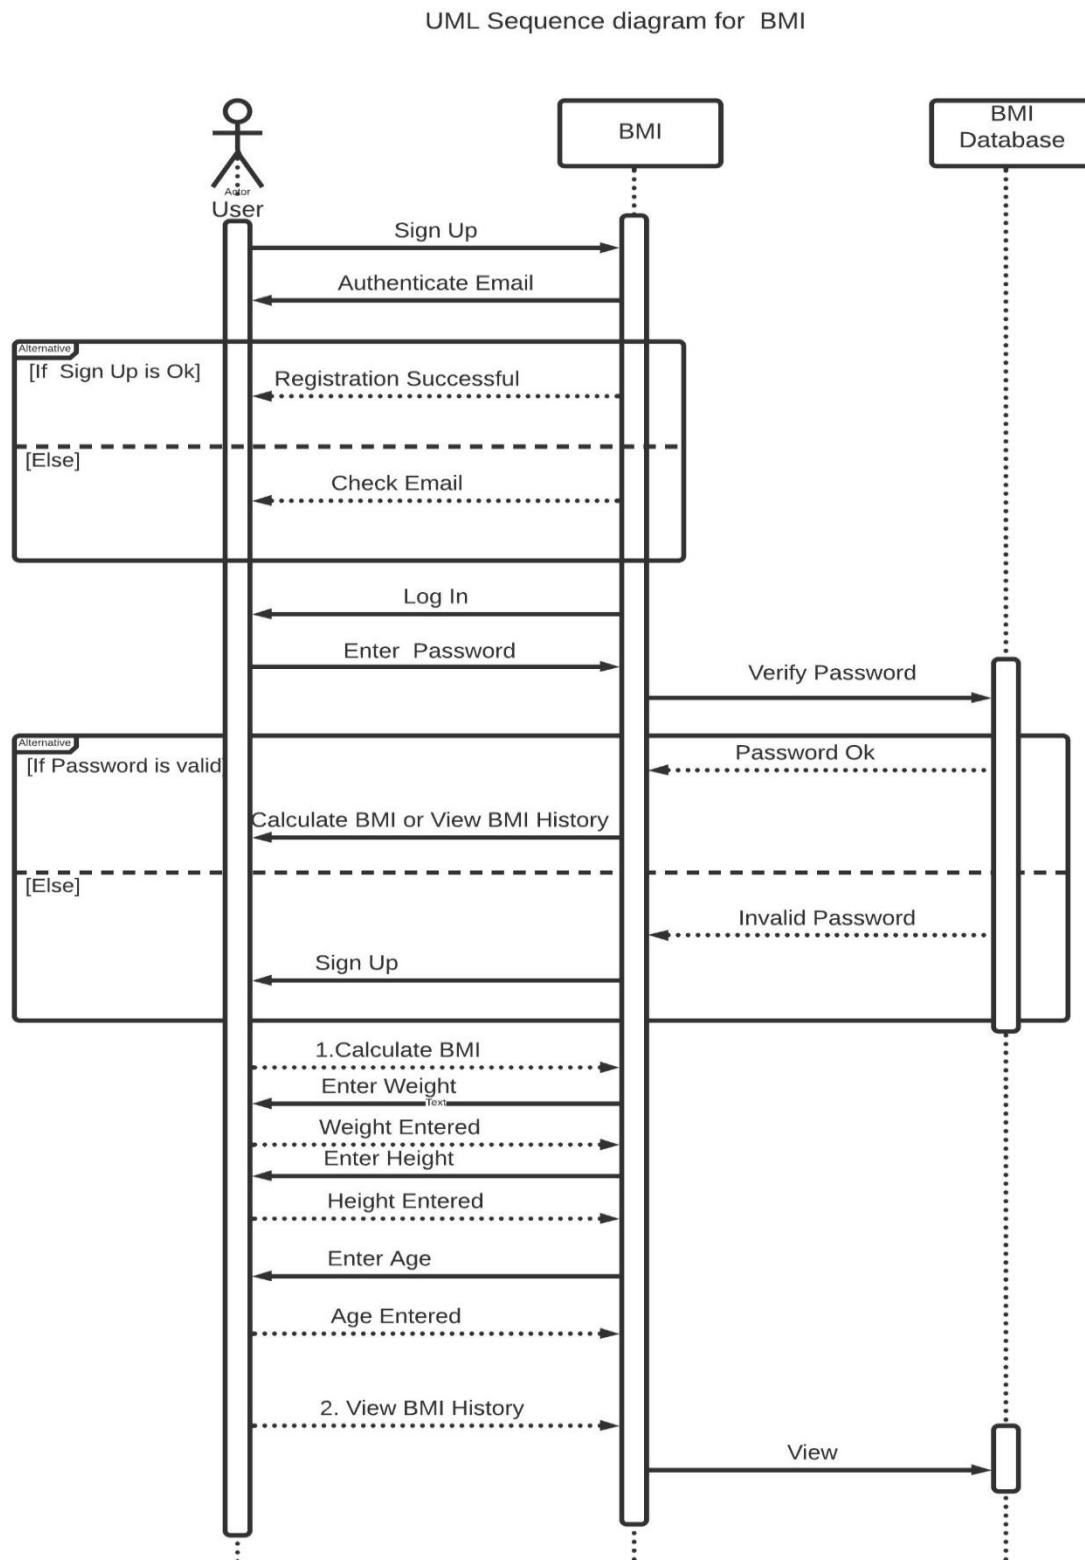 UML Sequence diagram for  BMI
BMI
BMI
Database
Actor
User
Sign Up
Authenticate Email
Alternative
[If  Sign Up is Ok]
Registration Successful
[Else]
Check Email
Log In
Enter  Password
Verify Password
Alternative
[If Password is valid
Password Ok
Calculate BMI or View BMI History
[Else]
Invalid Password
Sign Up
1.Calculate BMI
Enter Weight
Text
Weight Entered
Enter Height
Height Entered
Enter Age
Age Entered
2. View BMI History
View